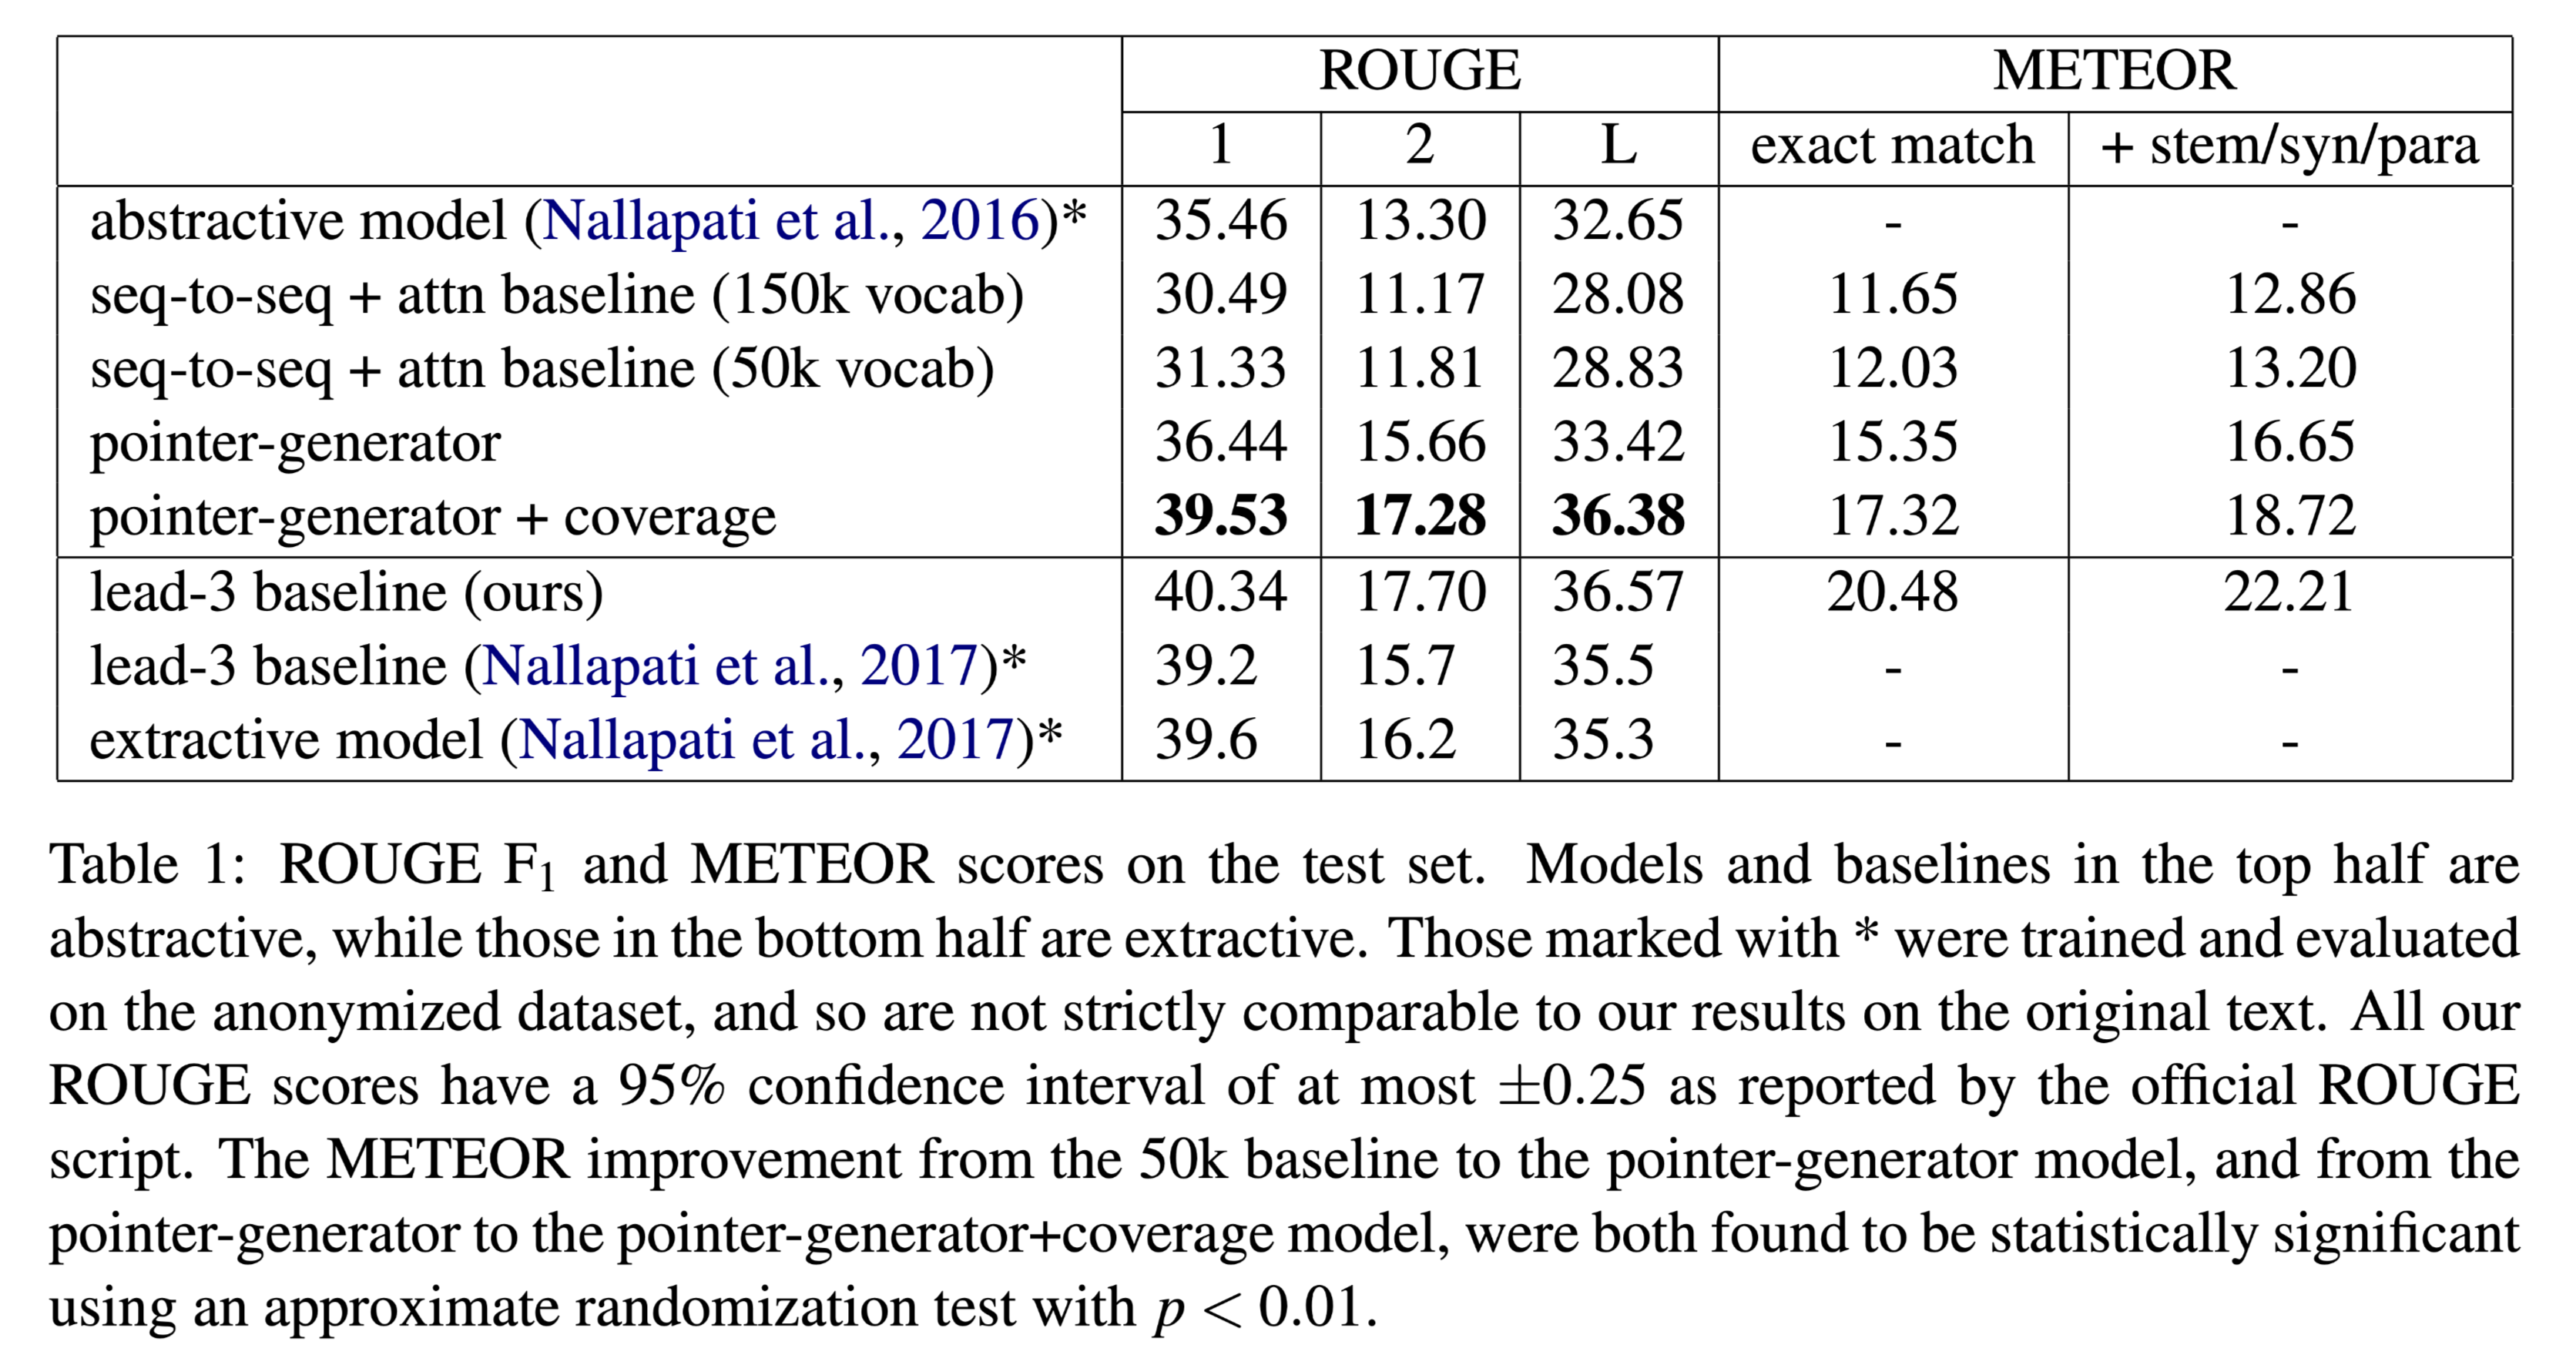 ROUGE METEOR
1 2 L exact match + stem/syn/para
abstractive model (Nallapati et al., 2016)* 35.46 13.30 32.65 - -
seq-to-seq + attn baseline (150k vocab) 30.49 11.17 28.08 11.65 12.86
seq-to-seq + attn baseline (50k vocab) 31.33 11.81 28.83 12.03 13.20
pointer-generator 36.44 15.66 33.42 15.35 16.65
pointer-generator + coverage 39.53 17.28 36.38 17.32 18.72
lead-3 baseline (ours) 40.34 17.70 36.57 20.48 22.21
lead-3 baseline (Nallapati et al., 2017)* 39.2 15.7 35.5 - -
extractive model (Nallapati et al., 2017)* 39.6 16.2 35.3 - -
Table 1: ROUGE F₁ and METEOR scores on the test set. Models and baselines in the top half are
abstractive, while those in the bottom half are extractive. Those marked with * were trained and evaluated
on the anonymized dataset, and so are not strictly comparable to our results on the original text. All our
ROUGE scores have a 95% confidence interval of at most ±0.25 as reported by the official ROUGE
script. The METEOR improvement from the 50k baseline to the pointer-generator model, and from the
pointer-generator to the pointer-generator+coverage model, were both found to be statistically significant
using an approximate randomization test with p < 0.01.